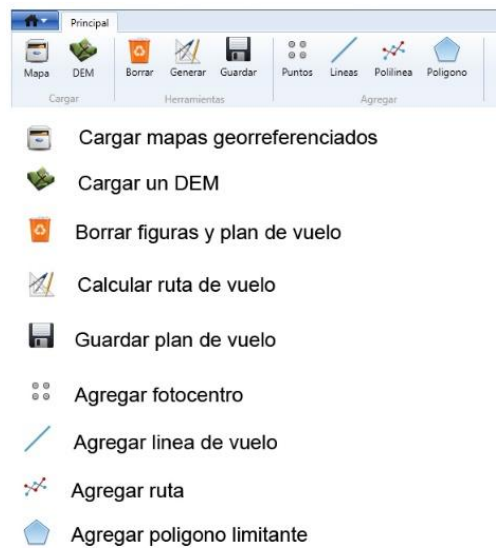 Principal
Mapa DEM Borrar Generar Guardar Puntos Lineas Polilinea Poligono
Cargar Herramientas Agregar
Cargar mapas georreferenciados
Cargar un DEM
Borrar figuras y plan de vuelo
Calcular ruta de vuelo
Guardar plan de vuelo
Agregar fotocentro
Agregar linea de vuelo
Agregar ruta
Agregar poligono limitante